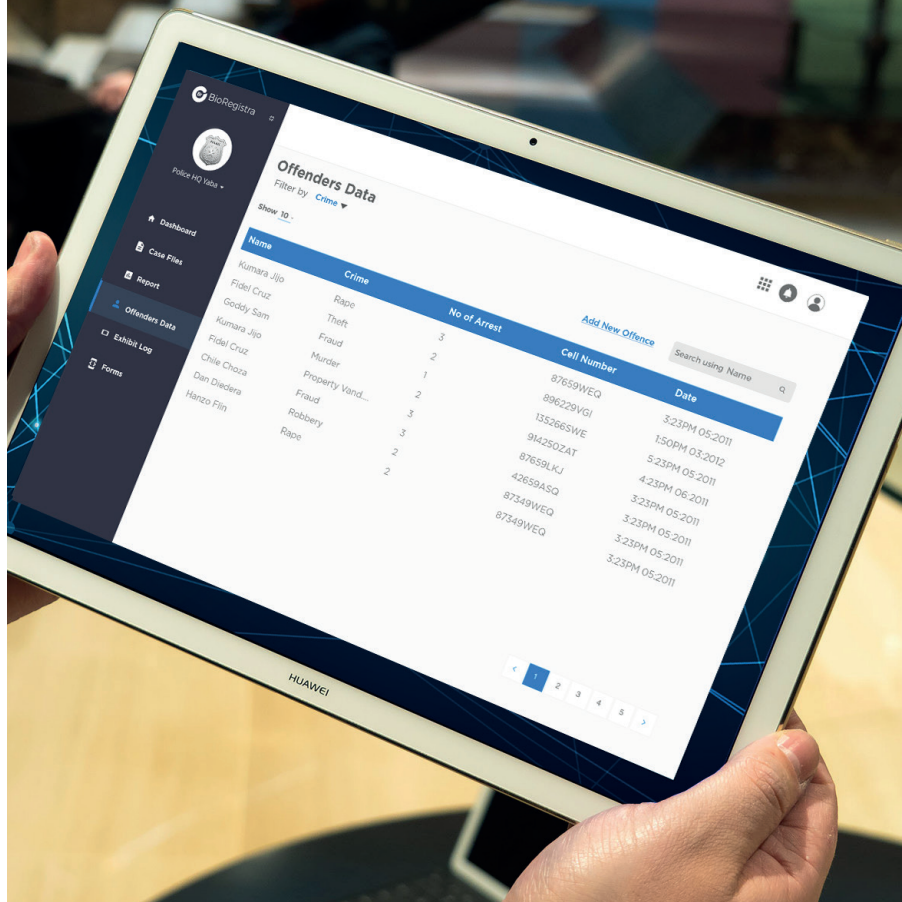 BioRegistra
Police HQ Yaba
Dashboard
Case Files
Report
Offenders Data
Exhibit Log
Forms
Offenders Data
Filter by Crime
Show 10
Add New Offence
Search using Name
Name Crime No of Arrest Cell Number Date
Kumara Jijo Rape 3 87659WEQ 3:23PM 05:2011
Fidel Cruz Theft 2 896229VGI 1:50PM 03:2012
Goddy Sam Fraud 1 135266SWE 5:23PM 05:2011
Kumara Jijo Murder 2 914250ZAT 4:23PM 06:2011
Fidel Cruz Property Vand... 3 87659LKJ 3:23PM 05:2011
Chile Choza Fraud 3 42659ASQ 3:23PM 05:2011
Dan Diedera Robbery 2 87349WEQ 3:23PM 05:2011
Hanzo Flin Rape 2 87349WEQ 3:23PM 05:2011
< 1 2 3 4 5 >
HUAWEI